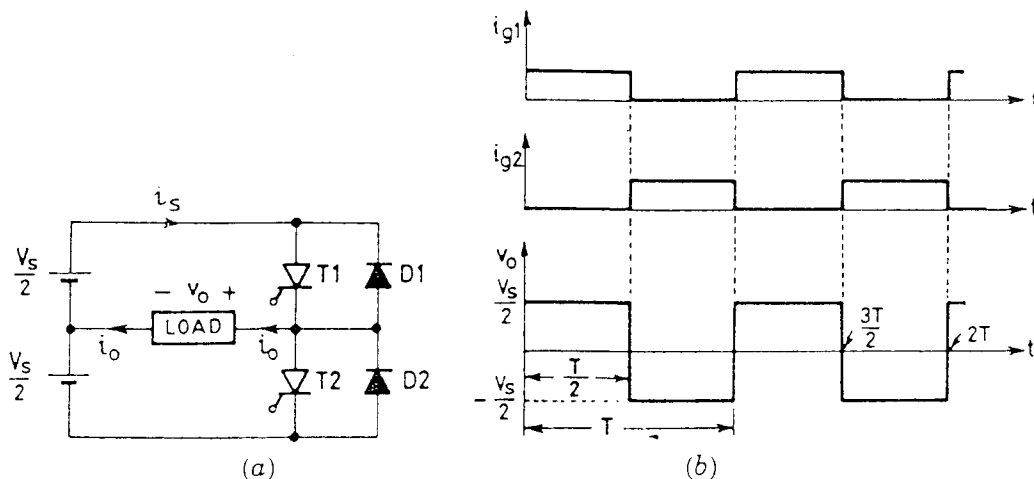 i_s
V_s/2
T1
D1
− v_o +
LOAD
i_o
i_o
V_s/2
T2
D2
(a)
i_g1
t
i_g2
t
v_o
V_s/2
3T/2
2T
t
T/2
− V_s/2
T
(b)